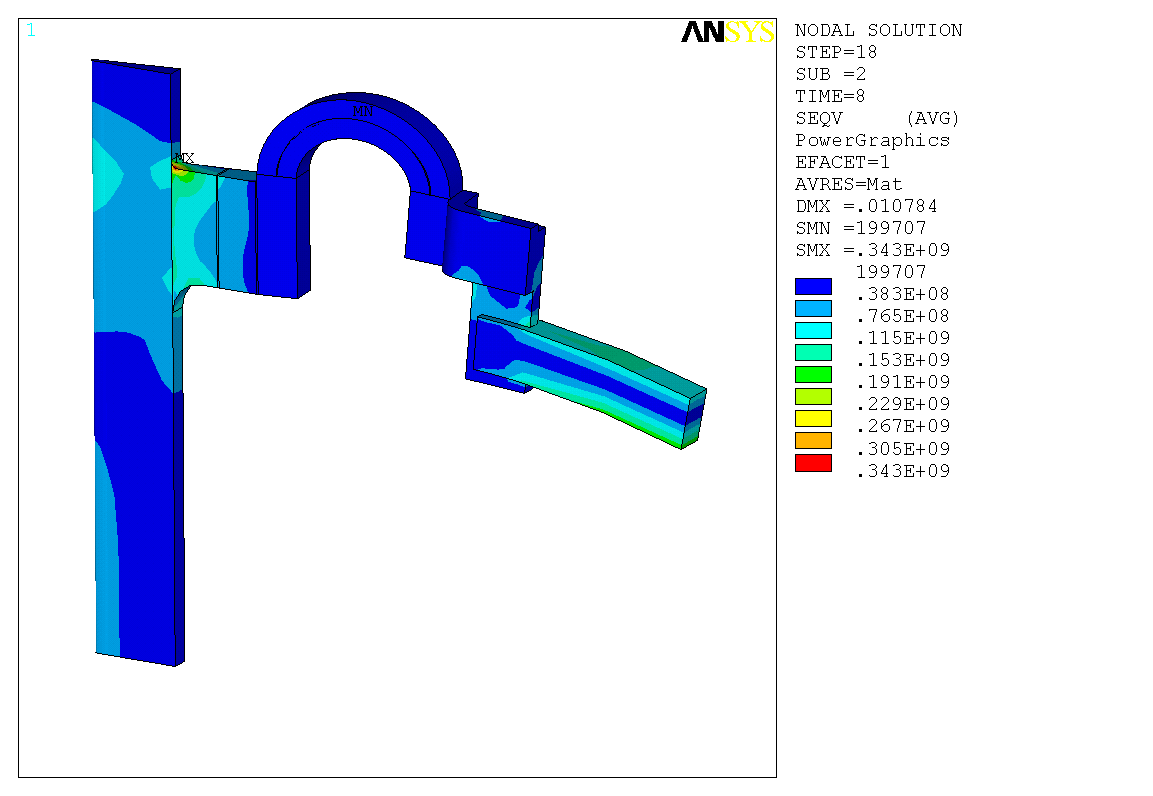 1
ANSYS
NODAL SOLUTION
STEP=18
SUB =2
TIME=8
SEQV (AVG)
PowerGraphics
EFACET=1
AVRES=Mat
DMX =.010784
SMN =199707
SMX =.343E+09
199707
.383E+08
.765E+08
.115E+09
.153E+09
.191E+09
.229E+09
.267E+09
.305E+09
.343E+09
MN
MX